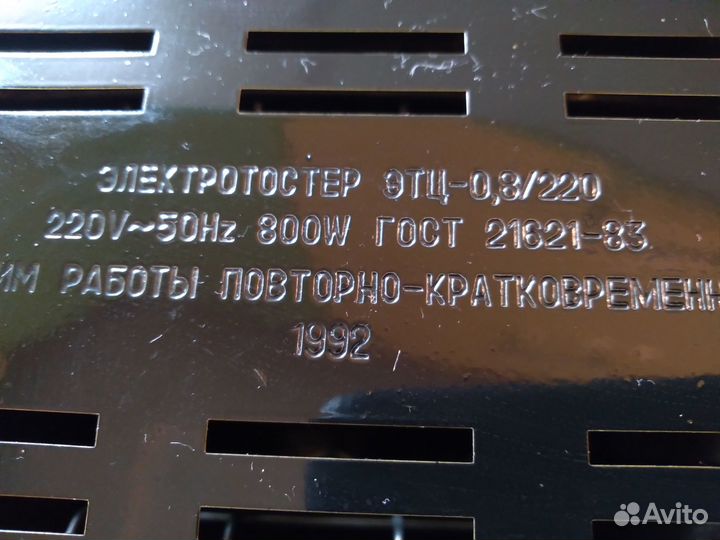 ЭЛЕКТРОТОСТЕР ЭТЦ-0,8/220
220V~50Hz 800W ГОСТ 21621-83
ИМ РАБОТЫ ПОВТОРНО-КРАТКОВРЕМЕНН
1992
Avito